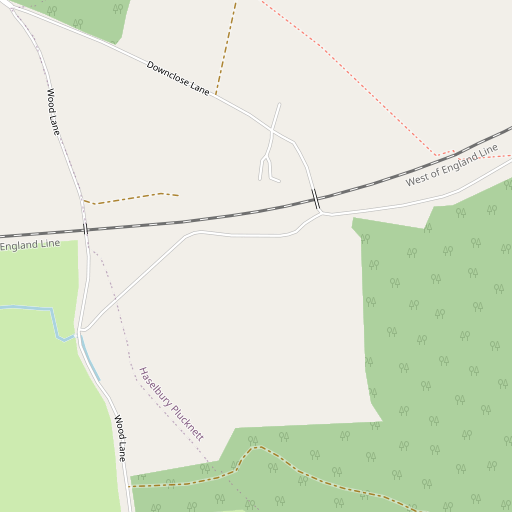 Downclose Lane
Wood Lane
West of England Line
England Line
Haselbury Plucknett
Wood Lane